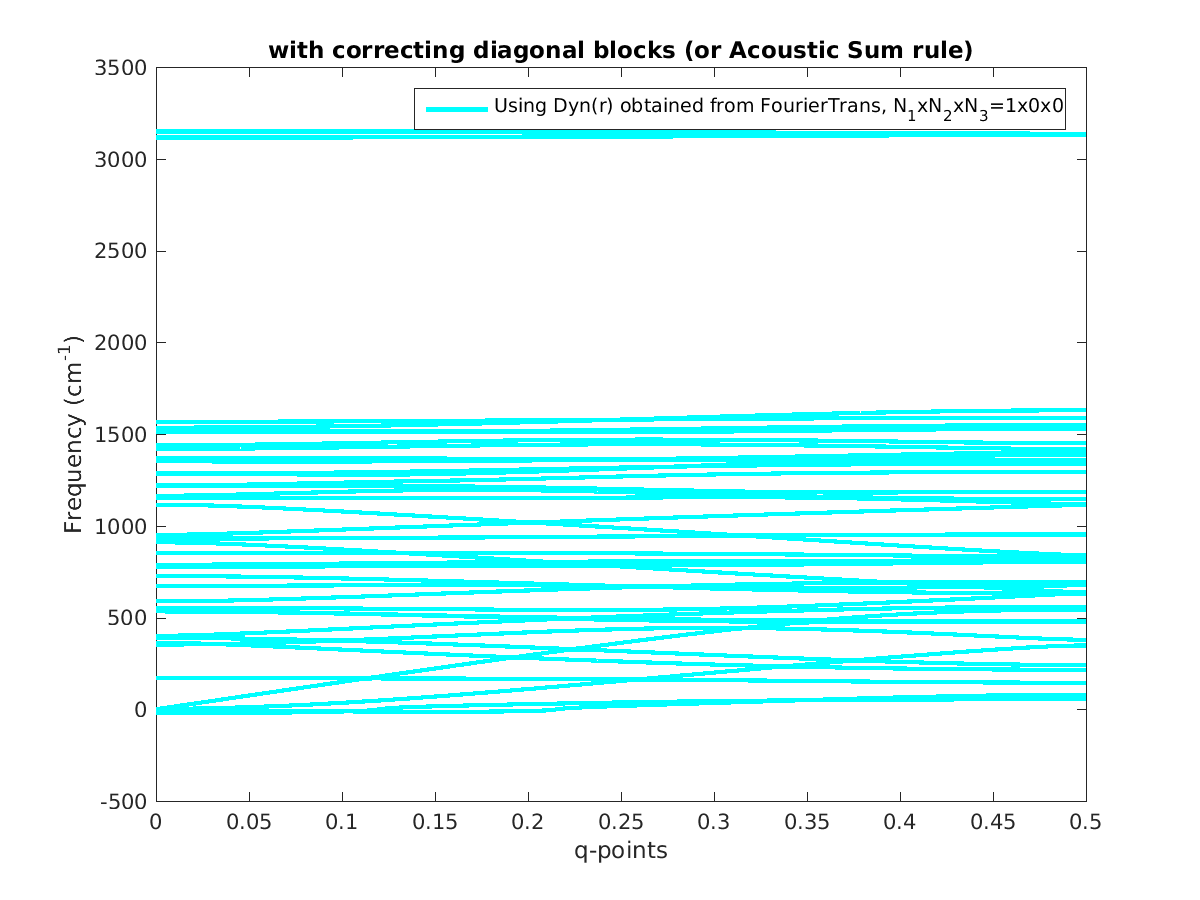 with correcting diagonal blocks (or Acoustic Sum rule)
Using Dyn(r) obtained from FourierTrans, N1xN2xN3=1x0x0
Frequency (cm-1)
3500
3000
2500
2000
1500
1000
500
0
-500
0 0.05 0.1 0.15 0.2 0.25 0.3 0.35 0.4 0.45 0.5
q-points